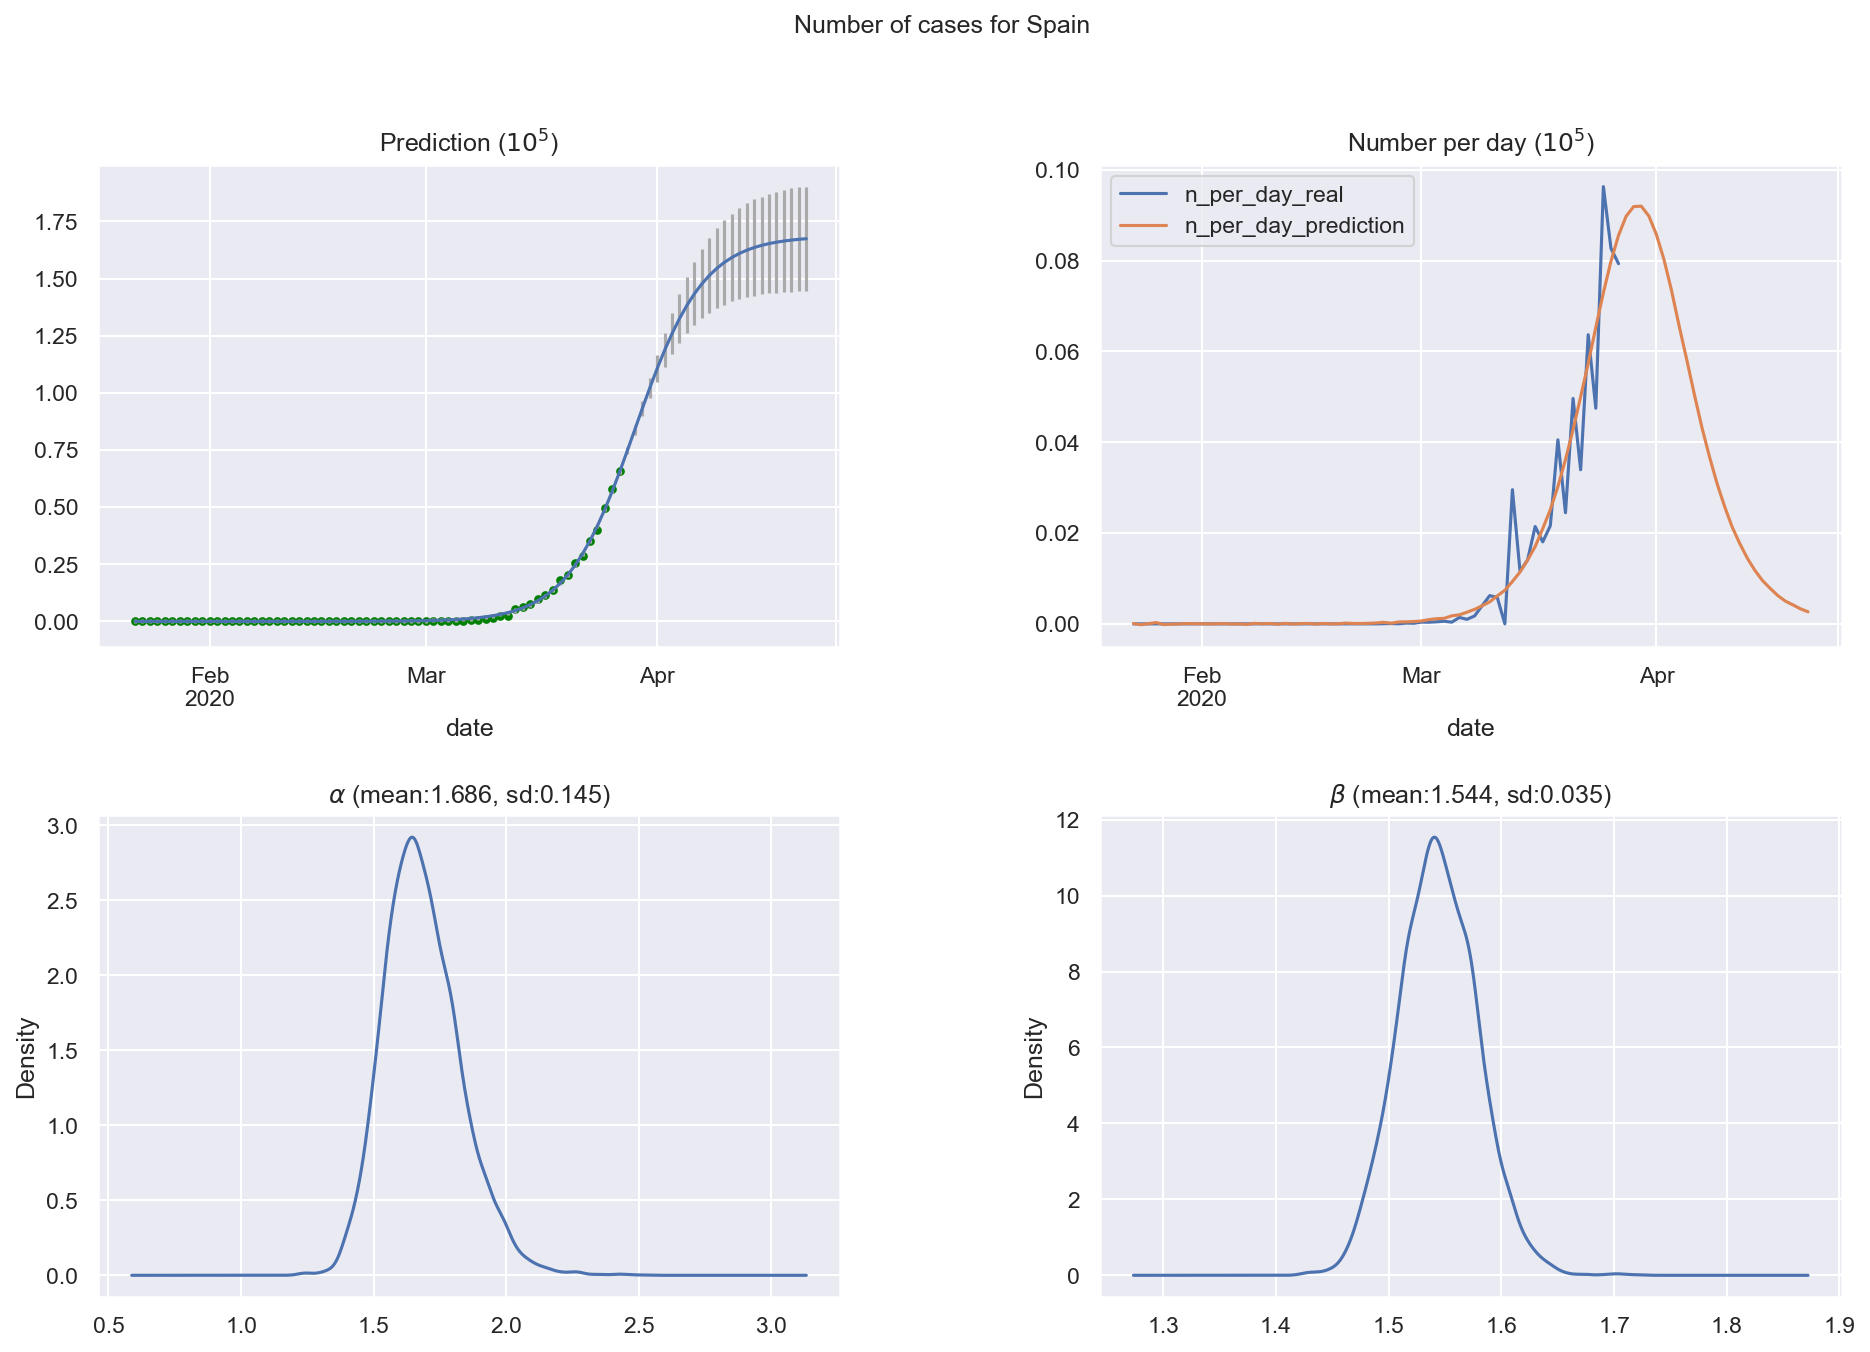 Number of cases for Spain
Prediction (10^5)
1.75
1.50
1.25
1.00
0.75
0.50
0.25
0.00
Feb
2020
Mar
Apr
date
Number per day (10^5)
n_per_day_real
n_per_day_prediction
0.10
0.08
0.06
0.04
0.02
0.00
Feb
2020
Mar
Apr
date
α (mean:1.686, sd:0.145)
Density
3.0
2.5
2.0
1.5
1.0
0.5
0.0
0.5
1.0
1.5
2.0
2.5
3.0
β (mean:1.544, sd:0.035)
Density
12
10
8
6
4
2
0
1.3
1.4
1.5
1.6
1.7
1.8
1.9